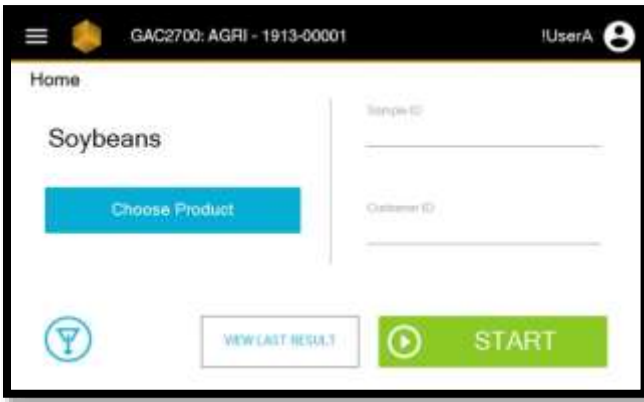 GAC2700: AGRI - 1913-00001
!UserA
Home
Soybeans
Sample ID
Choose Product
Customer ID
VIEW LAST RESULT
START